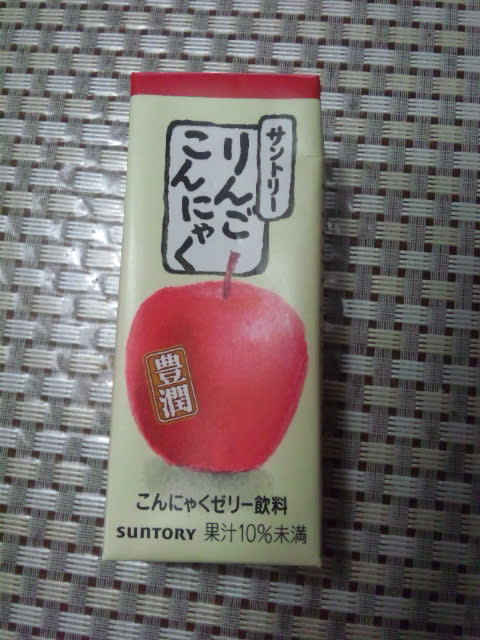 サントリー
りんご
こんにゃく
豊潤
こんにゃくゼリー飲料
SUNTORY 果汁10%未満